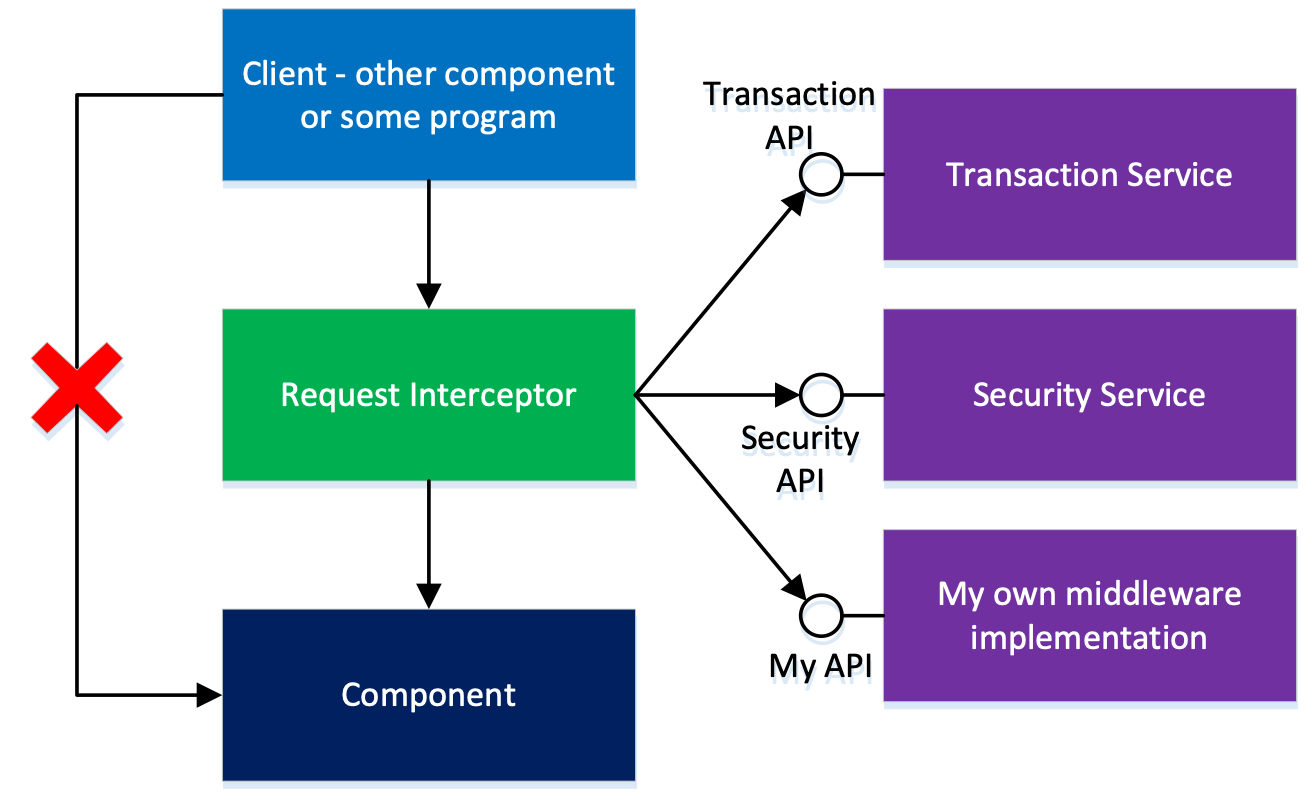 Client - other component
or some program
Transaction
API
Transaction Service
Request Interceptor
Security Service
Security
API
My own middleware
implementation
My API
Component